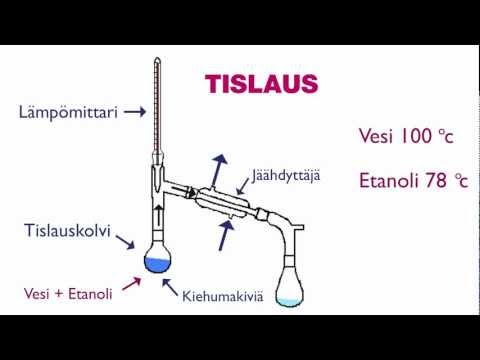 TISLAUS
Lämpömittari
Vesi 100 °c
Jäähdyttäjä
Etanoli 78 °c
Tislauskolvi
Vesi + Etanoli
Kiehumakiviä